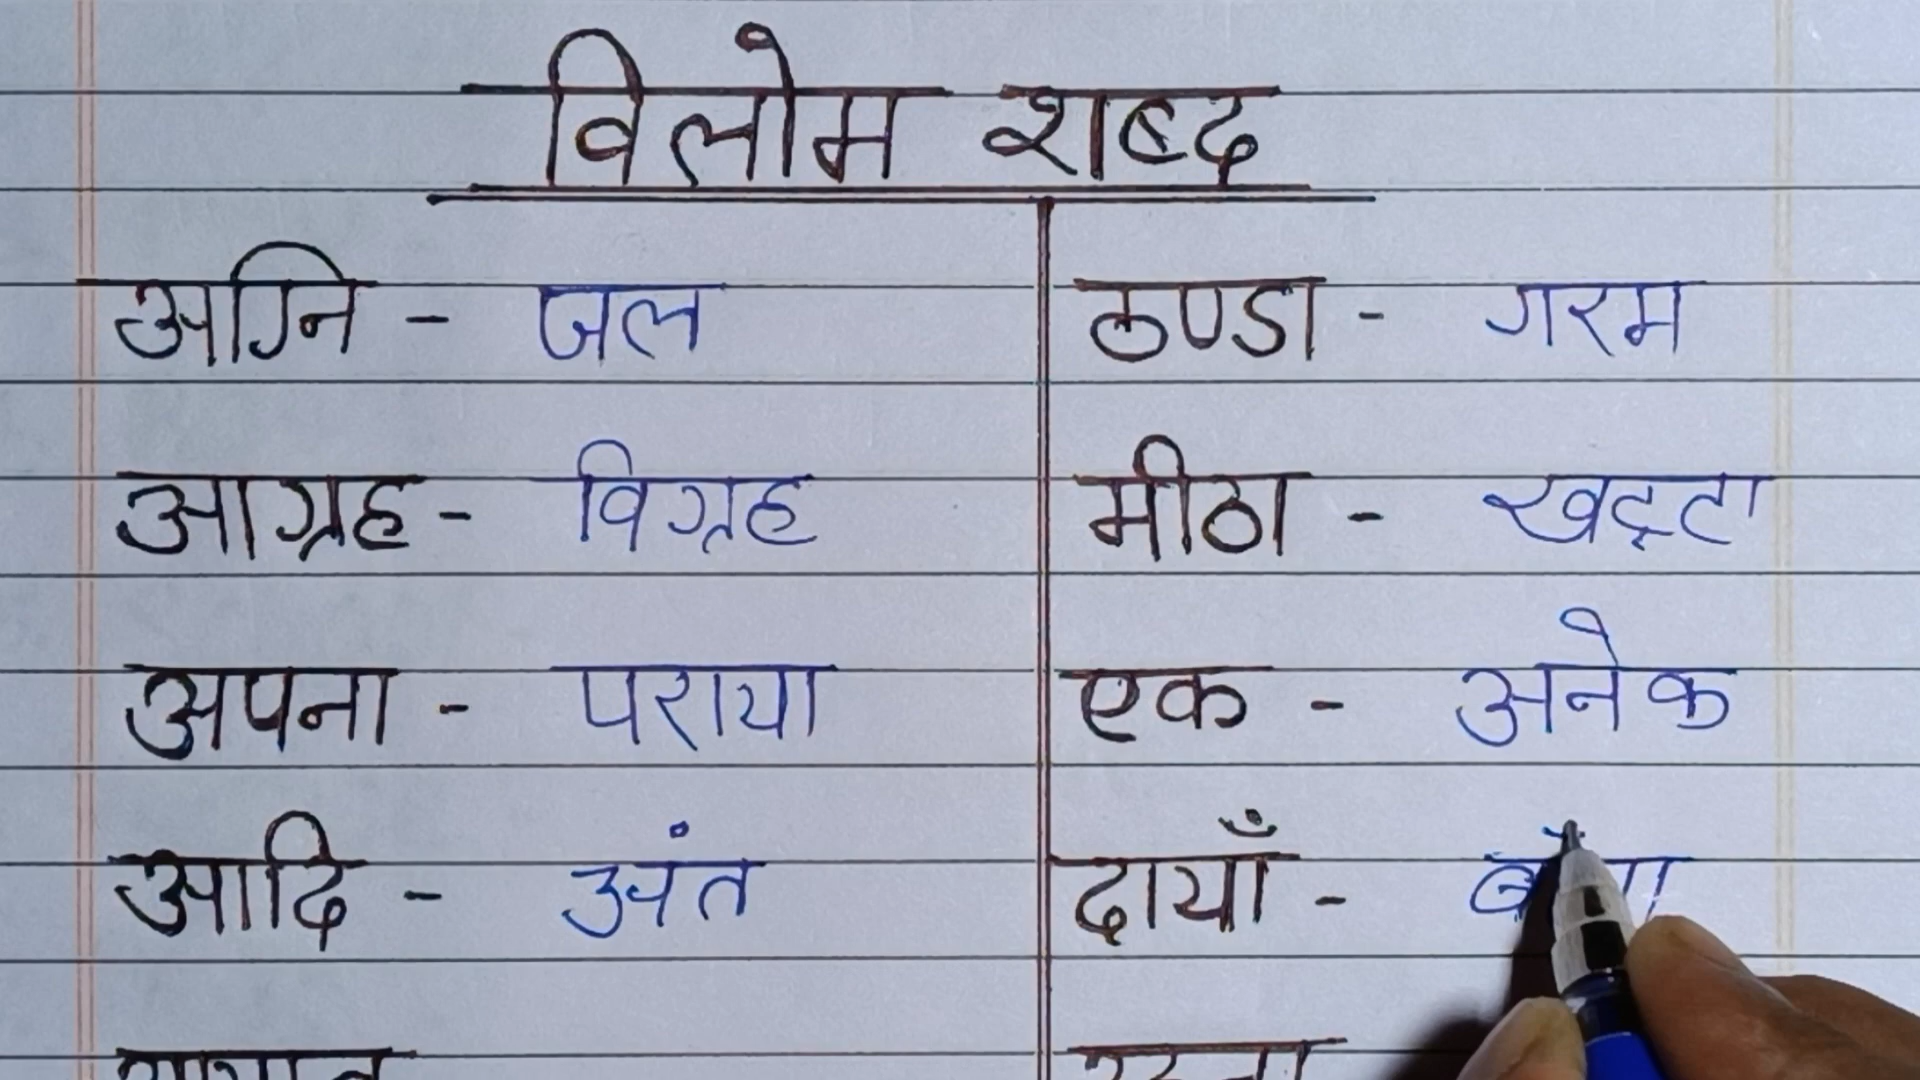 विलोम शब्द
अग्नि - जल
आग्रह - विग्रह
अपना - पराया
आदि - अंत
ठण्डा - गरम
मीठा - खट्टा
एक - अनेक
दायाँ -